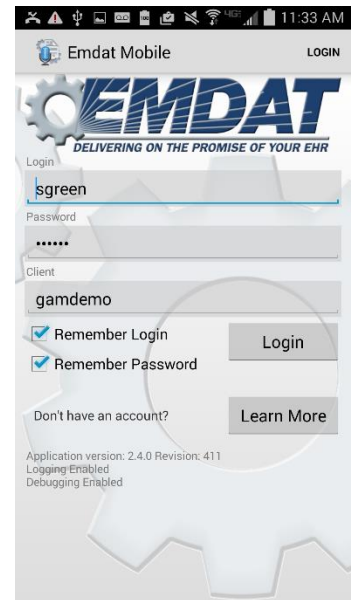 4G 11:33 AM
Emdat Mobile LOGIN
EMDAT
DELIVERING ON THE PROMISE OF YOUR EHR
Login
sgreen
Password
••••••
Client
gamdemo
Remember Login
Login
Remember Password
Don't have an account? Learn More
Application version: 2.4.0 Revision: 411
Logging Enabled
Debugging Enabled